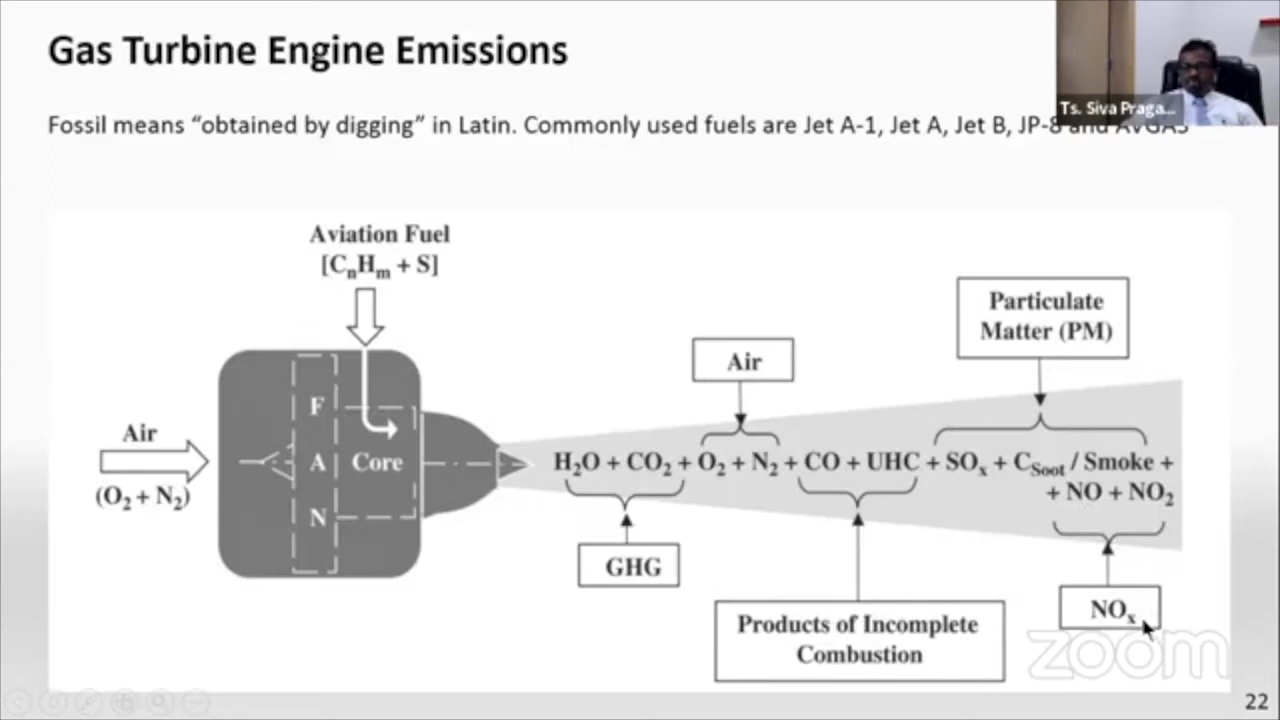 Gas Turbine Engine Emissions
Ts. Siva Praga...
Fossil means “obtained by digging” in Latin. Commonly used fuels are Jet A-1, Jet A, Jet B, JP-8 and AVGAS
Aviation Fuel
[CₙHₘ + S]
Particulate
Matter (PM)
Air
Air
(O₂ + N₂)
F
A
N
Core
H₂O + CO₂ + O₂ + N₂ + CO + UHC + SOₓ + C_Soot / Smoke +
+ NO + NO₂
GHG
Products of Incomplete
Combustion
NOₓ
zoom
22